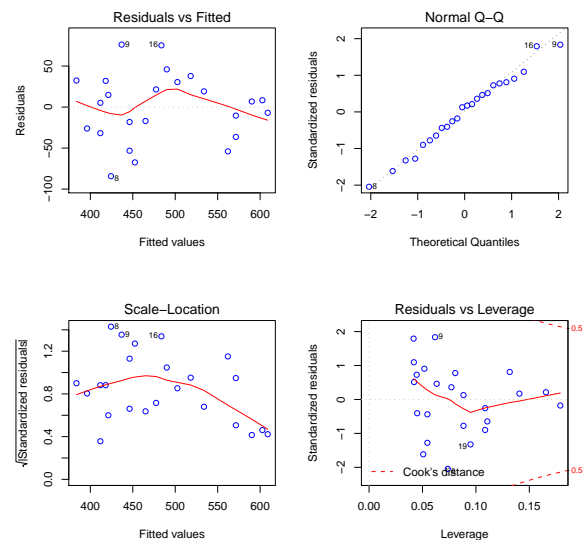 Residuals vs Fitted
Residuals
50
0
−50
−100
9
16
8
400 450 500 550 600
Fitted values
Normal Q−Q
Standardized residuals
2
1
0
−1
−2
16
9
8
−2 −1 0 1 2
Theoretical Quantiles
Scale−Location
√|Standardized residuals|
1.2
0.8
0.4
0.0
8
9
16
400 450 500 550 600
Fitted values
Residuals vs Leverage
Standardized residuals
2
1
0
−1
−2
9
0.5
19
0.5
Cook's distance
0.00 0.05 0.10 0.15
Leverage